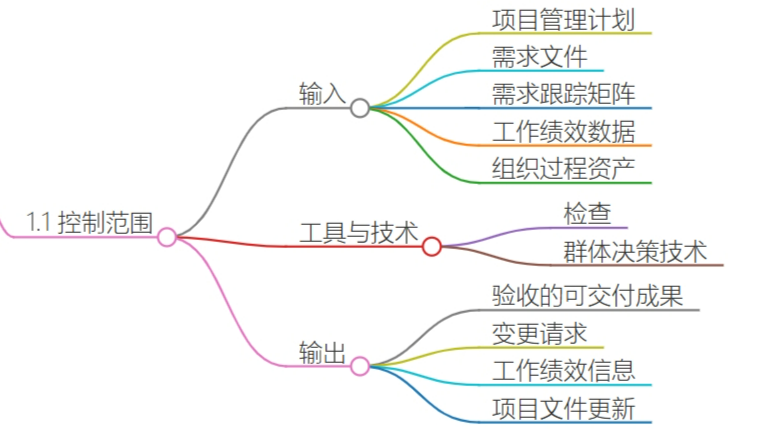 项目管理计划
需求文件
输入
需求跟踪矩阵
工作绩效数据
组织过程资产
1.1 控制范围
工具与技术
检查
群体决策技术
验收的可交付成果
变更请求
输出
工作绩效信息
项目文件更新